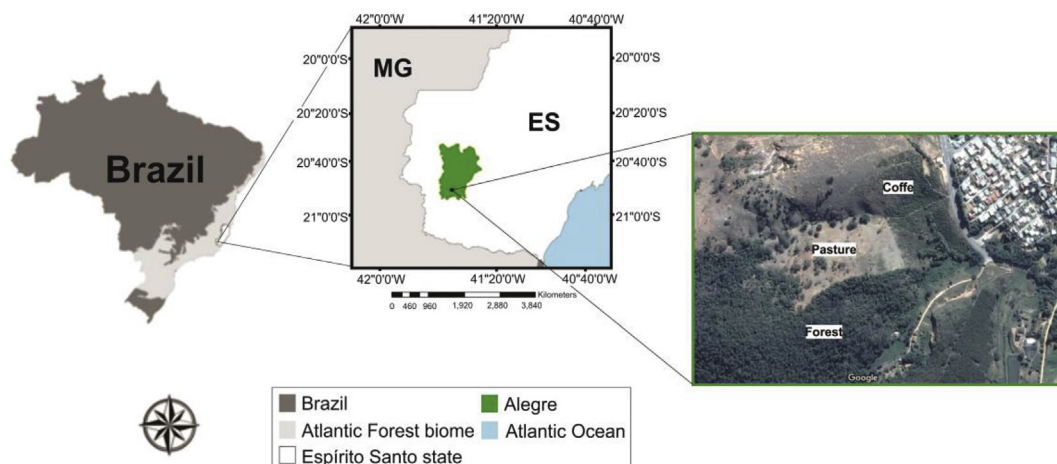 42°0'0"W 41°20'0"W 40°40'0"W
20°0'0"S 20°0'0"S
MG
20°20'0"S 20°20'0"S
ES
Brazil
20°40'0"S 20°40'0"S
21°0'0"S 21°0'0"S
42°0'0"W 41°20'0"W 40°40'0"W
Kilometers
0 460 960 1,920 2,880 3,840
Coffe
Pasture
Forest
Google
Brazil Alegre
Atlantic Forest biome Atlantic Ocean
Espírito Santo state